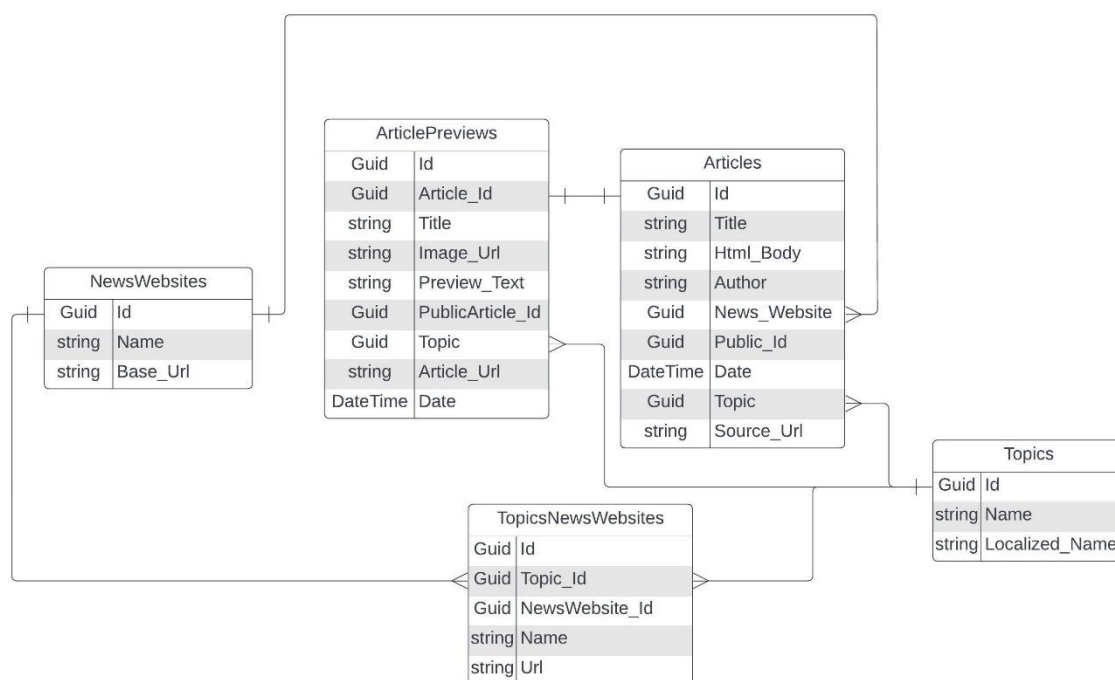 ArticlePreviews
Guid Id
Guid Article_Id
string Title
string Image_Url
string Preview_Text
Guid PublicArticle_Id
Guid Topic
string Article_Url
DateTime Date
Articles
Guid Id
string Title
string Html_Body
string Author
Guid News_Website
Guid Public_Id
DateTime Date
Guid Topic
string Source_Url
NewsWebsites
Guid Id
string Name
string Base_Url
Topics
Guid Id
string Name
string Localized_Name
TopicsNewsWebsites
Guid Id
Guid Topic_Id
Guid NewsWebsite_Id
string Name
string Url